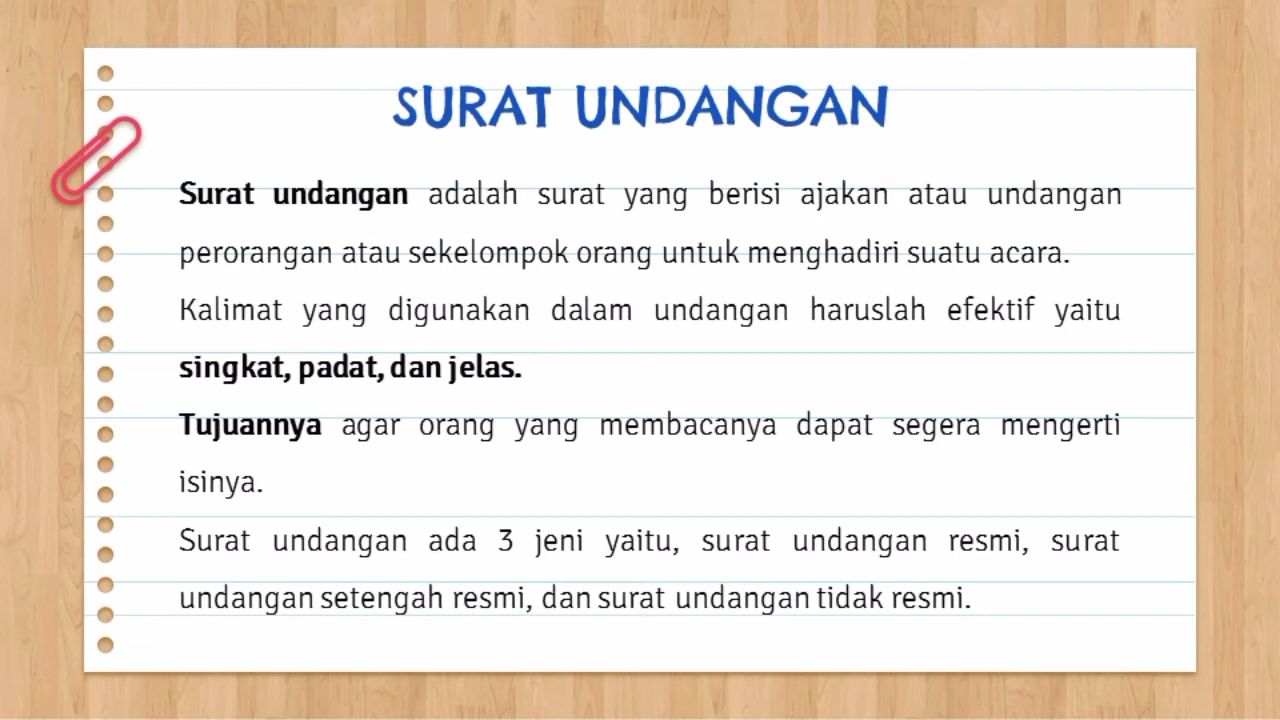 SURAT UNDANGAN
Surat undangan adalah surat yang berisi ajakan atau undangan
perorangan atau sekelompok orang untuk menghadiri suatu acara.
Kalimat yang digunakan dalam undangan haruslah efektif yaitu
singkat, padat, dan jelas.
Tujuannya agar orang yang membacanya dapat segera mengerti
isinya.
Surat undangan ada 3 jeni yaitu, surat undangan resmi, surat
undangan setengah resmi, dan surat undangan tidak resmi.